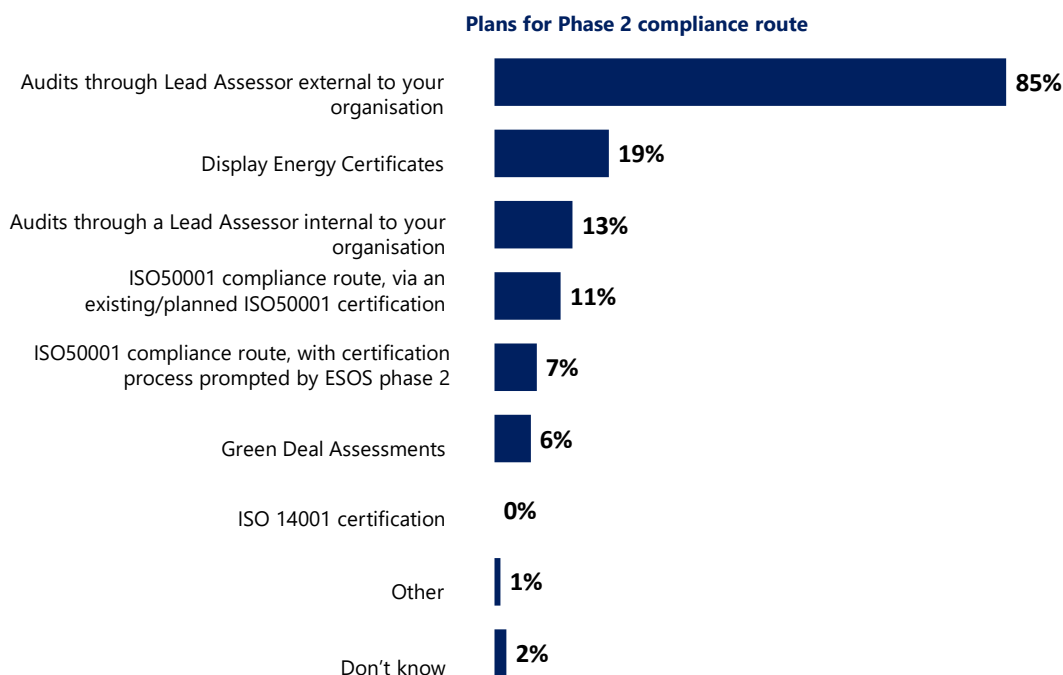 Plans for Phase 2 compliance route
Audits through Lead Assessor external to your
organisation
85%
Display Energy Certificates
19%
Audits through a Lead Assessor internal to your
organisation
13%
ISO50001 compliance route, via an
existing/planned ISO50001 certification
11%
ISO50001 compliance route, with certification
process prompted by ESOS phase 2
7%
Green Deal Assessments
6%
ISO 14001 certification
0%
Other
1%
Don’t know
2%